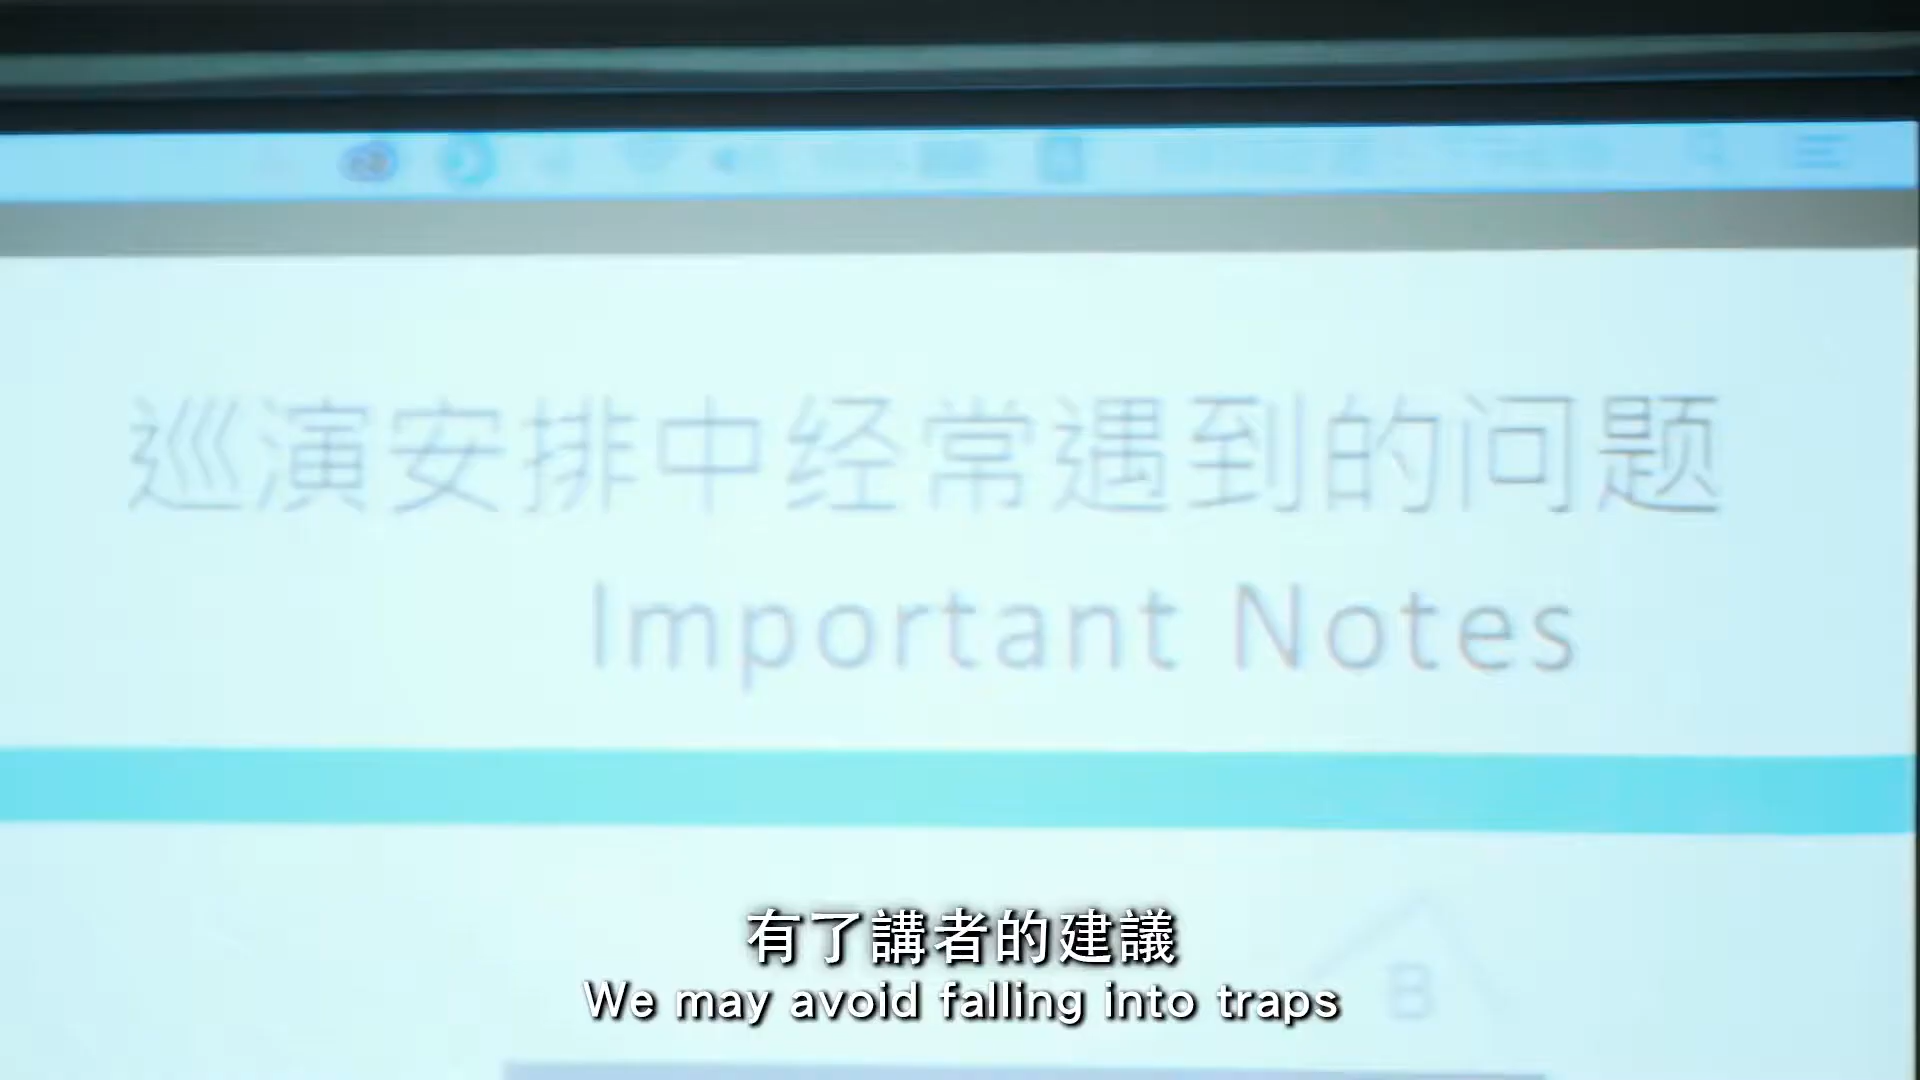 巡演安排中经常遇到的问题
Important Notes
B
有了講者的建議
We may avoid falling into traps